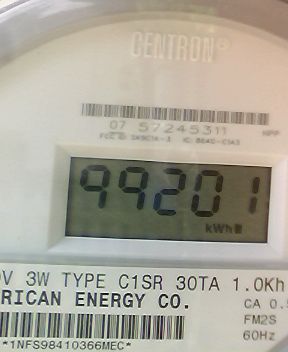 CENTRON®
07 57245311
99201
kWh
V 3W TYPE C1SR 30TA 1.0Kh
RICAN ENERGY CO.
CA 0.5
FM2S
60Hz
*1NFS98410366MEC*